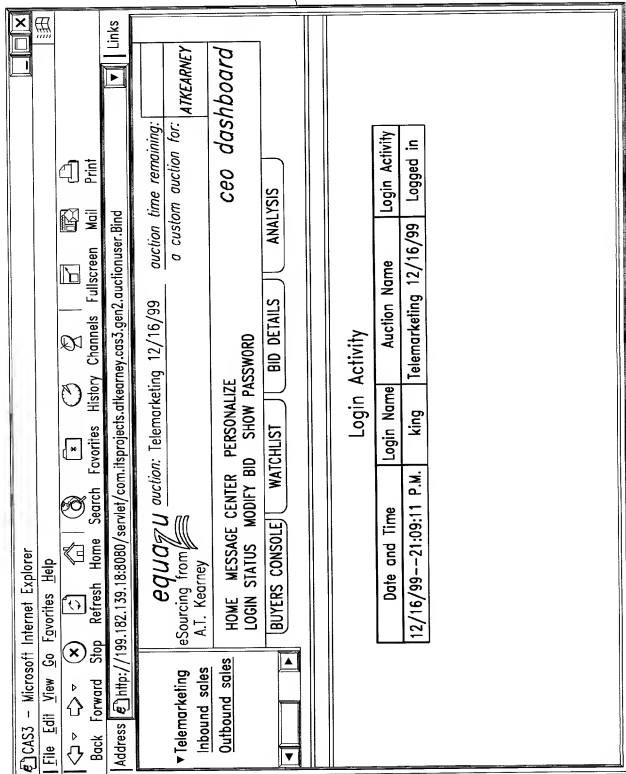 CAS3 – Microsoft Internet Explorer
File Edit View Go Favorites Help
Back Forward Stop Refresh Home Search Favorites History Channels Fullscreen Mail Print
Address http://199.182.139.18:8080/servlet/com.itsprojects.atkearney.cas3.gen2.auctionuser.Bind Links
▼Telemarketing
Inbound sales
Outbound sales
equazu auction: Telemarketing 12/16/99 auction time remaining:
eSourcing from
A.T. Kearney
a custom auction for: ATKEARNEY
HOME MESSAGE CENTER PERSONALIZE
LOGIN STATUS MODIFY BID SHOW PASSWORD
ceo dashboard
BUYERS CONSOLE WATCHLIST BID DETAILS ANALYSIS
Login Activity
Date and Time Login Name Auction Name Login Activity
12/16/99--21:09:11 P.M. king Telemarketing 12/16/99 Logged in